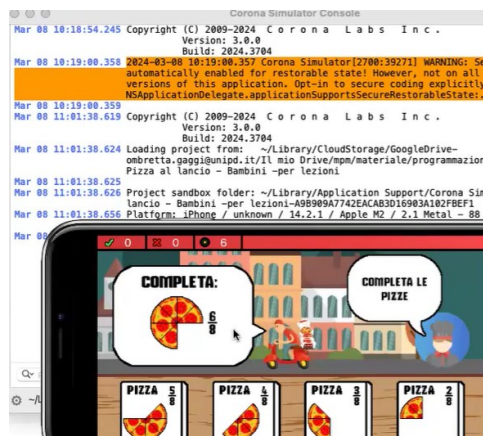 Corona Simulator Console
Mar 08 10:18:54.245 Copyright (C) 2009-2024 C o r o n a L a b s I n c .
Version: 3.0.0
Build: 2024.3704
Mar 08 10:19:00.358 2024-03-08 10:19:00.357 Corona Simulator[2700:39271] WARNING: Se
automatically enabled for restorable state! However, not on all
versions of this application. Opt-in to secure coding explicitly
NSApplicationDelegate.applicationSupportsSecureRestorableState:.
Mar 08 10:19:00.359
Mar 08 11:01:38.619 Copyright (C) 2009-2024 C o r o n a L a b s I n c .
Version: 3.0.0
Build: 2024.3704
Mar 08 11:01:38.624 Loading project from: ~/Library/CloudStorage/GoogleDrive-
ombretta.gaggi@unipd.it/Il mio Drive/mpm/materiale/programmazion
Pizza al lancio - Bambini -per lezioni
Mar 08 11:01:38.625
Mar 08 11:01:38.626 Project sandbox folder: ~/Library/Application Support/Corona Sim
lancio - Bambini -per lezioni-A9B909A7742EACAB3D16903A102FBEF1
Mar 08 11:01:38.656 Platform: iPhone / unknown / 14.2.1 / Apple M2 / 2.1 Metal - 88
Mar 08
0 0 6
COMPLETA:
6
8
COMPLETA LE
PIZZE
PIZZA 5/8 PIZZA 4/8 PIZZA 3/8 PIZZA 2/8